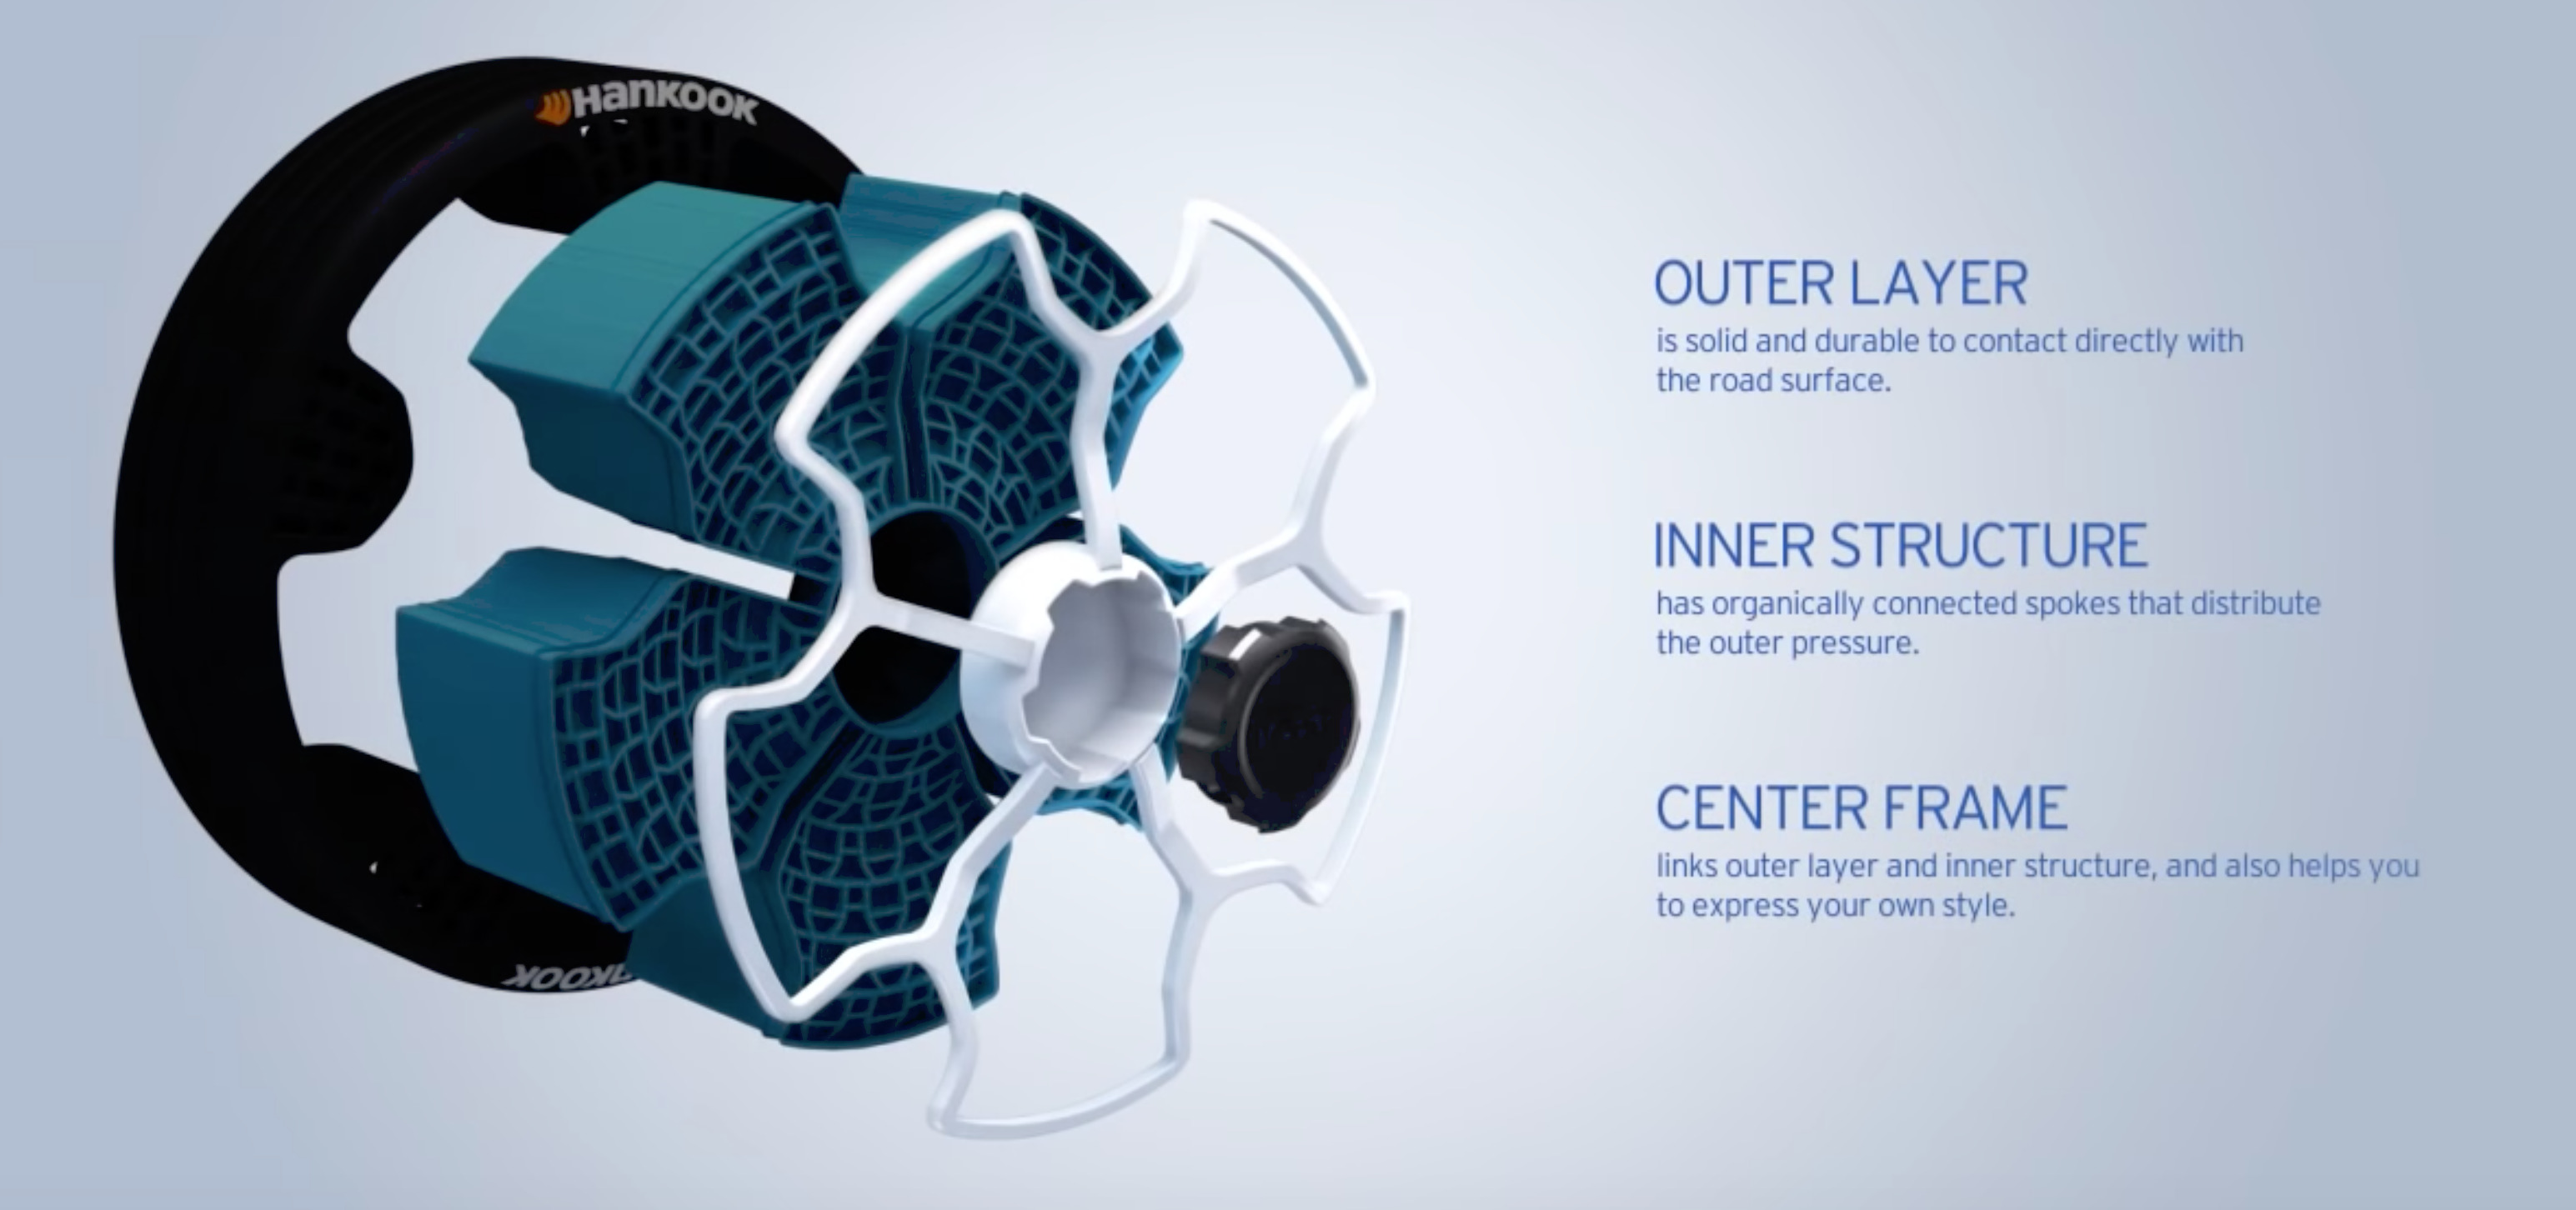 Hankook
OUTER LAYER
is solid and durable to contact directly with
the road surface.
INNER STRUCTURE
has organically connected spokes that distribute
the outer pressure.
CENTER FRAME
links outer layer and inner structure, and also helps you
to express your own style.